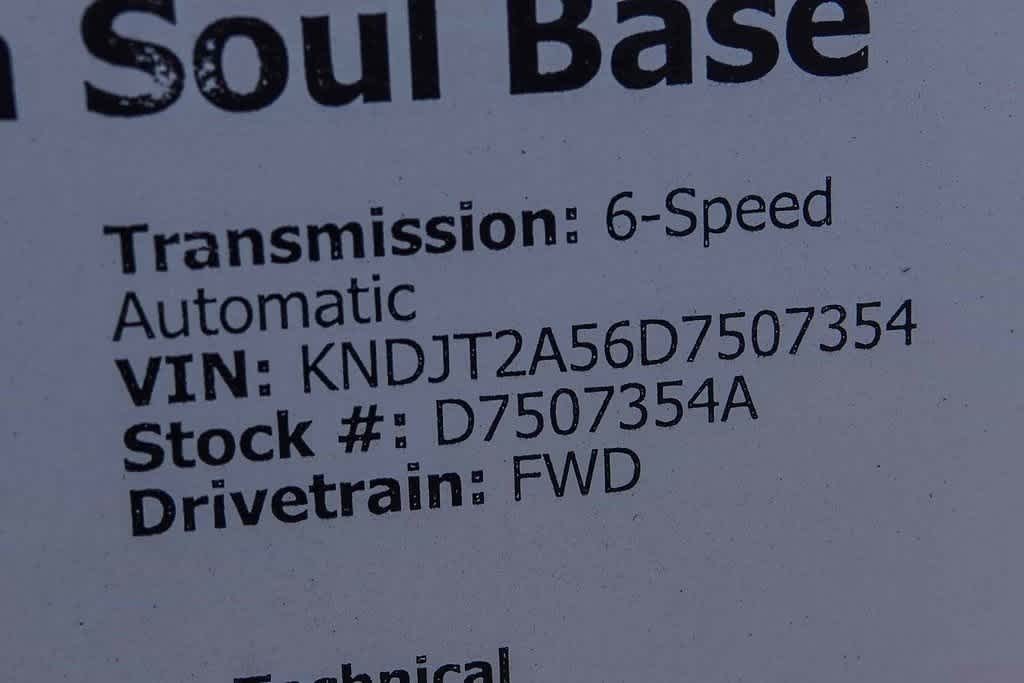 Soul Base
Transmission: 6-Speed
Automatic
VIN: KNDJT2A56D7507354
Stock #: D7507354A
Drivetrain: FWD
Technical